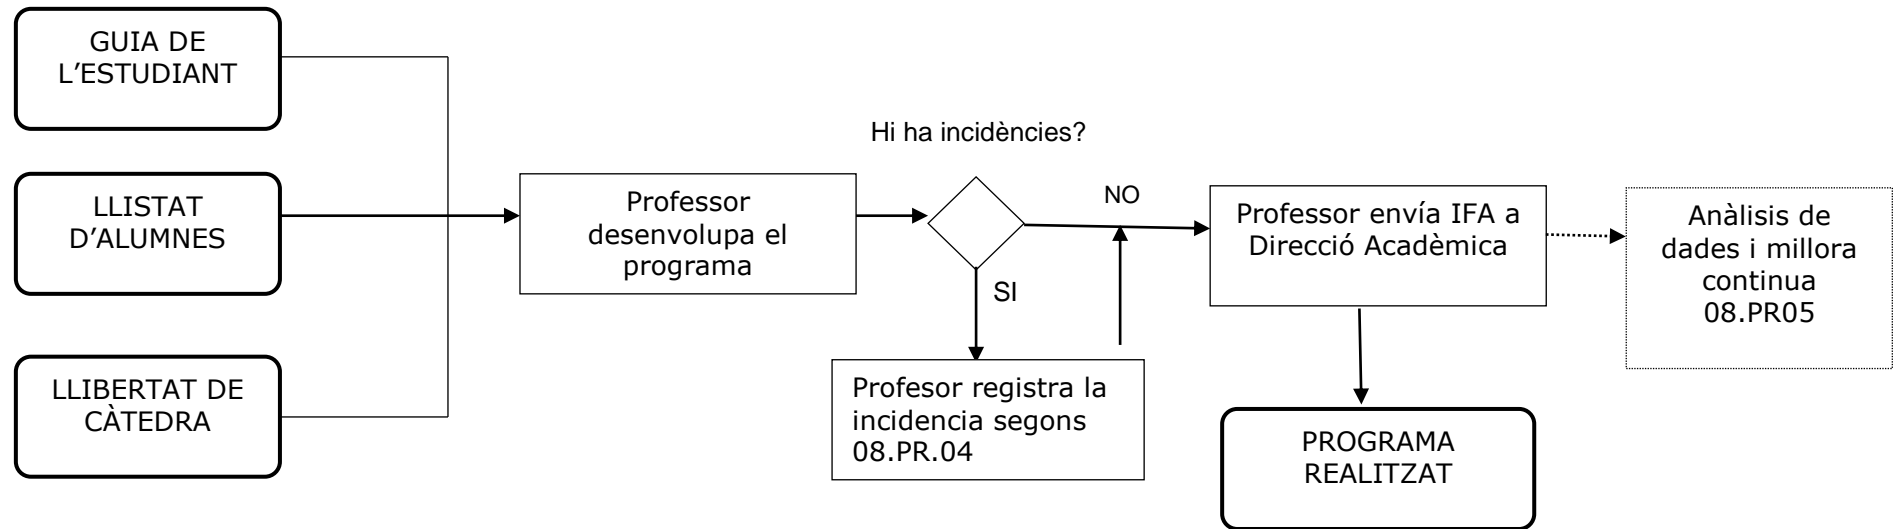 GUIA DE
L’ESTUDIANT
LLISTAT
D’ALUMNES
LLIBERTAT DE
CÀTEDRA
Professor
desenvolupa el
programa
Hi ha incidències?
NO
SI
Profesor registra la
incidencia segons
08.PR.04
Professor envía IFA a
Direcció Acadèmica
PROGRAMA
REALITZAT
Anàlisis de
dades i millora
continua
08.PR05